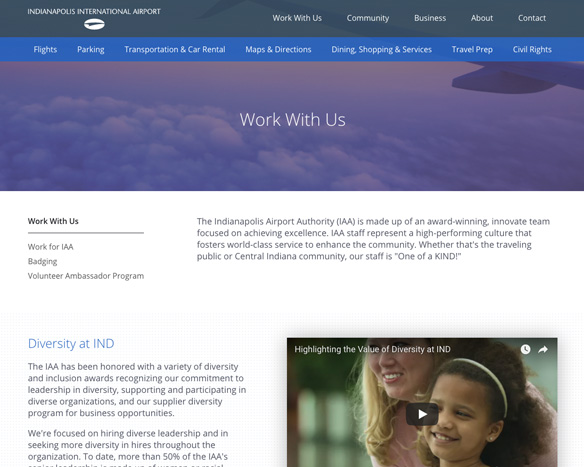 INDIANAPOLIS INTERNATIONAL AIRPORT
Work With Us Community Business About Contact
Flights Parking Transportation & Car Rental Maps & Directions Dining, Shopping & Services Travel Prep Civil Rights
Work With Us
Work With Us
Work for IAA
Badging
Volunteer Ambassador Program
The Indianapolis Airport Authority (IAA) is made up of an award-winning, innovate team
focused on achieving excellence. IAA staff represent a high-performing culture that
fosters world-class service to enhance the community. Whether that's the traveling
public or Central Indiana community, our staff is "One of a KIND!"
Diversity at IND
The IAA has been honored with a variety of diversity
and inclusion awards recognizing our commitment to
leadership in diversity, supporting and participating in
diverse organizations, and our supplier diversity
program for business opportunities.
We're focused on hiring diverse leadership and in
seeking more diversity in hires throughout the
organization. To date, more than 50% of the IAA's
Highlighting the Value of Diversity at IND